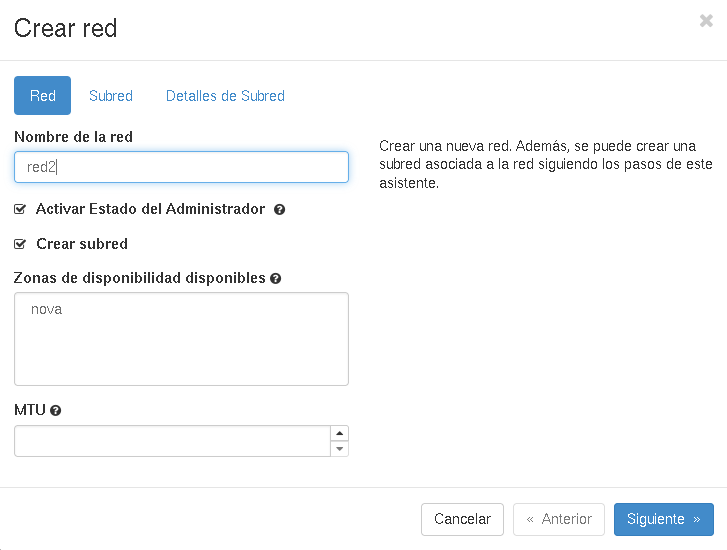 Crear red
Red
Subred
Detalles de Subred
Nombre de la red
red2
Activar Estado del Administrador
Crear subred
Zonas de disponibilidad disponibles
nova
MTU
Crear una nueva red. Además, se puede crear una
subred asociada a la red siguiendo los pasos de este
asistente.
Cancelar
« Anterior
Siguiente »